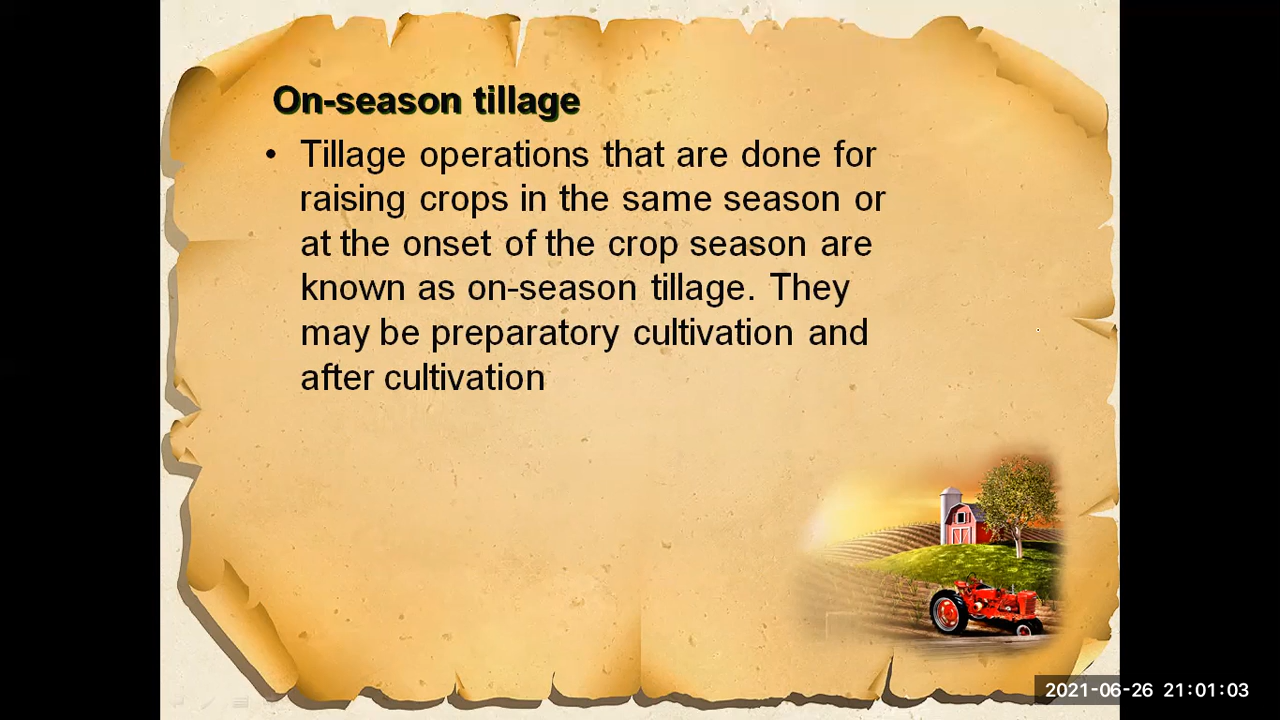 On-season tillage
• Tillage operations that are done for
raising crops in the same season or
at the onset of the crop season are
known as on-season tillage. They
may be preparatory cultivation and
after cultivation
2021-06-26 21:01:03